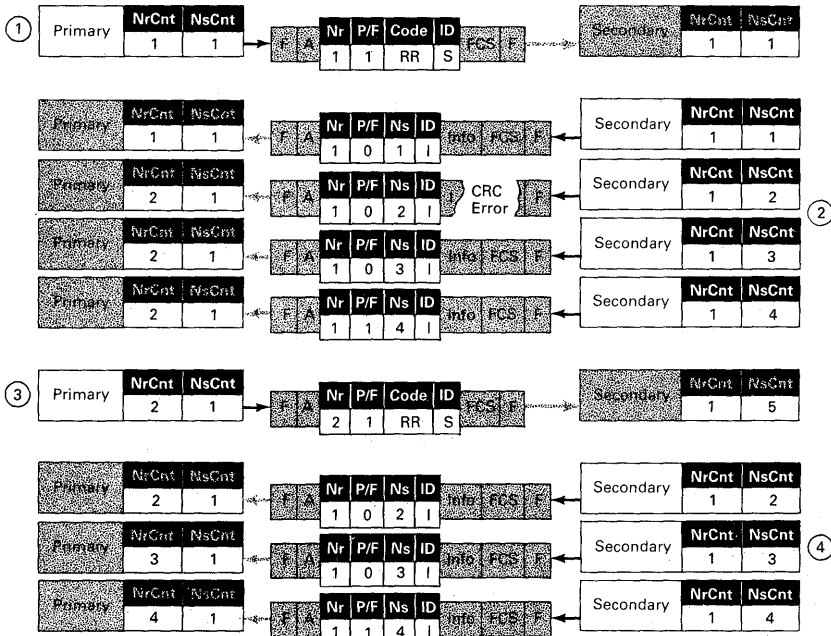 1 Primary NrCnt NsCnt 1 1 F A Nr P/F Code ID 1 1 RR S FCS F Secondary NrCnt NsCnt 1 1
Primary NrCnt NsCnt 1 1 F A Nr P/F Ns ID 1 0 1 I Info FCS F Secondary NrCnt NsCnt 1 1
Primary NrCnt NsCnt 2 1 F A Nr P/F Ns ID 1 0 2 I I CRC Error F Secondary NrCnt NsCnt 1 2
2
Primary NrCnt NsCnt 2 1 F A Nr P/F Ns ID 1 0 3 I Info FCS F Secondary NrCnt NsCnt 1 3
Primary NrCnt NsCnt 2 1 F A Nr P/F Ns ID 1 1 4 I Info FCS F Secondary NrCnt NsCnt 1 4
3 Primary NrCnt NsCnt 2 1 F A Nr P/F Code ID 2 1 RR S FCS F Secondary NrCnt NsCnt 1 5
Primary NrCnt NsCnt 2 1 F A Nr P/F Ns ID 1 0 2 I Info FCS F Secondary NrCnt NsCnt 1 2
Primary NrCnt NsCnt 3 1 F A Nr P/F Ns ID 1 0 3 I Info FCS F Secondary NrCnt NsCnt 1 3 4
Primary NrCnt NsCnt 4 1 F A Nr P/F Ns ID 1 1 4 I Info FCS F Secondary NrCnt NsCnt 1 4